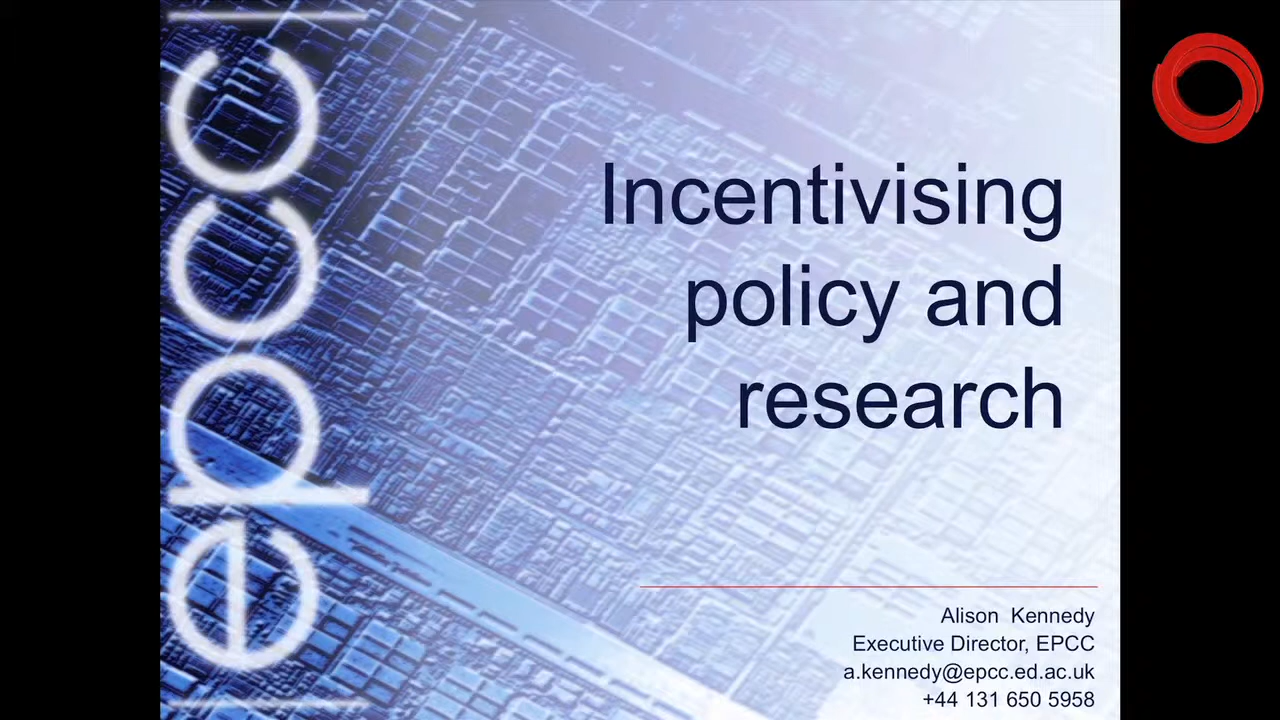 epcc
Incentivising
policy and
research
Alison Kennedy
Executive Director, EPCC
a.kennedy@epcc.ed.ac.uk
+44 131 650 5958